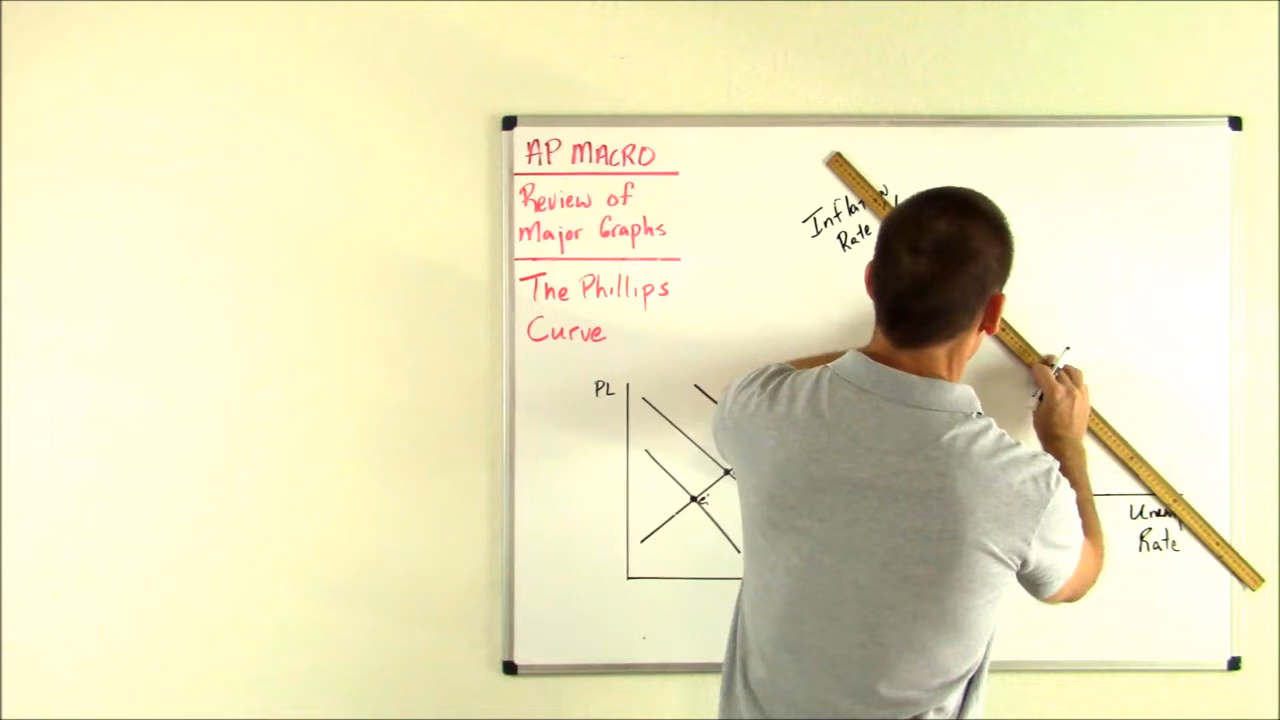 AP MACRO
Review of
Major Graphs
The Phillips
Curve
Rate
PL
Rate